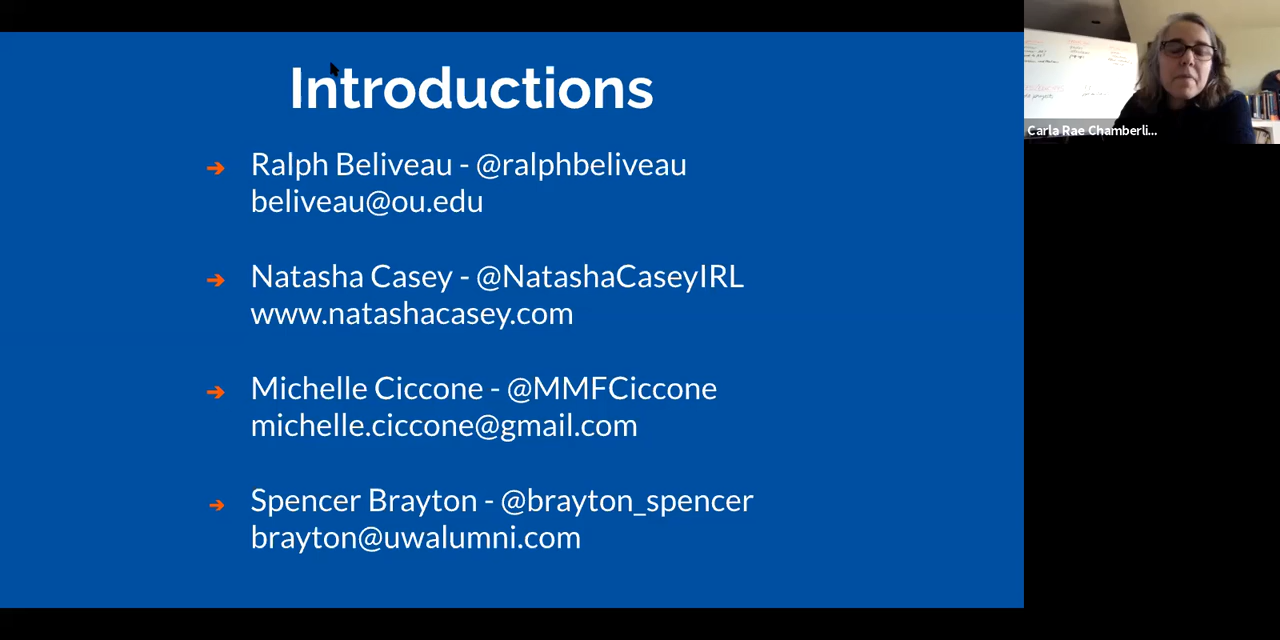 Introductions
Ralph Beliveau - @ralphbeliveau
beliveau@ou.edu
Natasha Casey - @NatashaCaseyIRL
www.natashacasey.com
Michelle Ciccone - @MMFCiccone
michelle.ciccone@gmail.com
Spencer Brayton - @brayton_spencer
brayton@uwalumni.com
Carla Rae Chamberli...